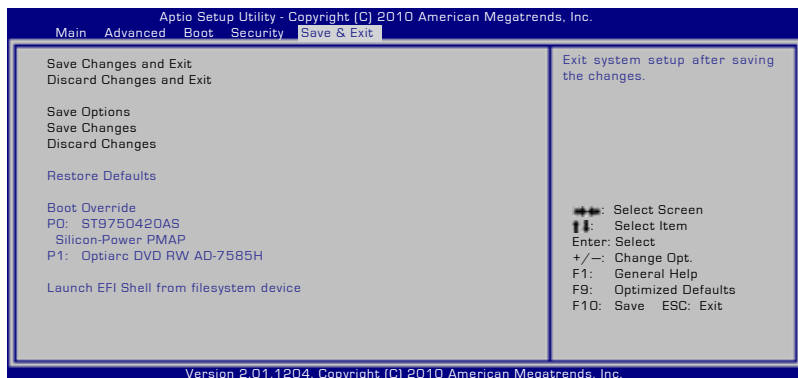 Aptio Setup Utility - Copyright (C) 2010 American Megatrends, Inc.
Main Advanced Boot Security Save & Exit
Save Changes and Exit
Discard Changes and Exit
Save Options
Save Changes
Discard Changes
Restore Defaults
Boot Override
P0: ST9750420AS
Silicon-Power PMAP
P1: Optiarc DVD RW AD-7585H
Launch EFI Shell from filesystem device
Exit system setup after saving
the changes.
→←: Select Screen
↑↓: Select Item
Enter: Select
+/—: Change Opt.
F1: General Help
F9: Optimized Defaults
F10: Save ESC: Exit
Version 2.01.1204. Copyright (C) 2010 American Megatrends, Inc.